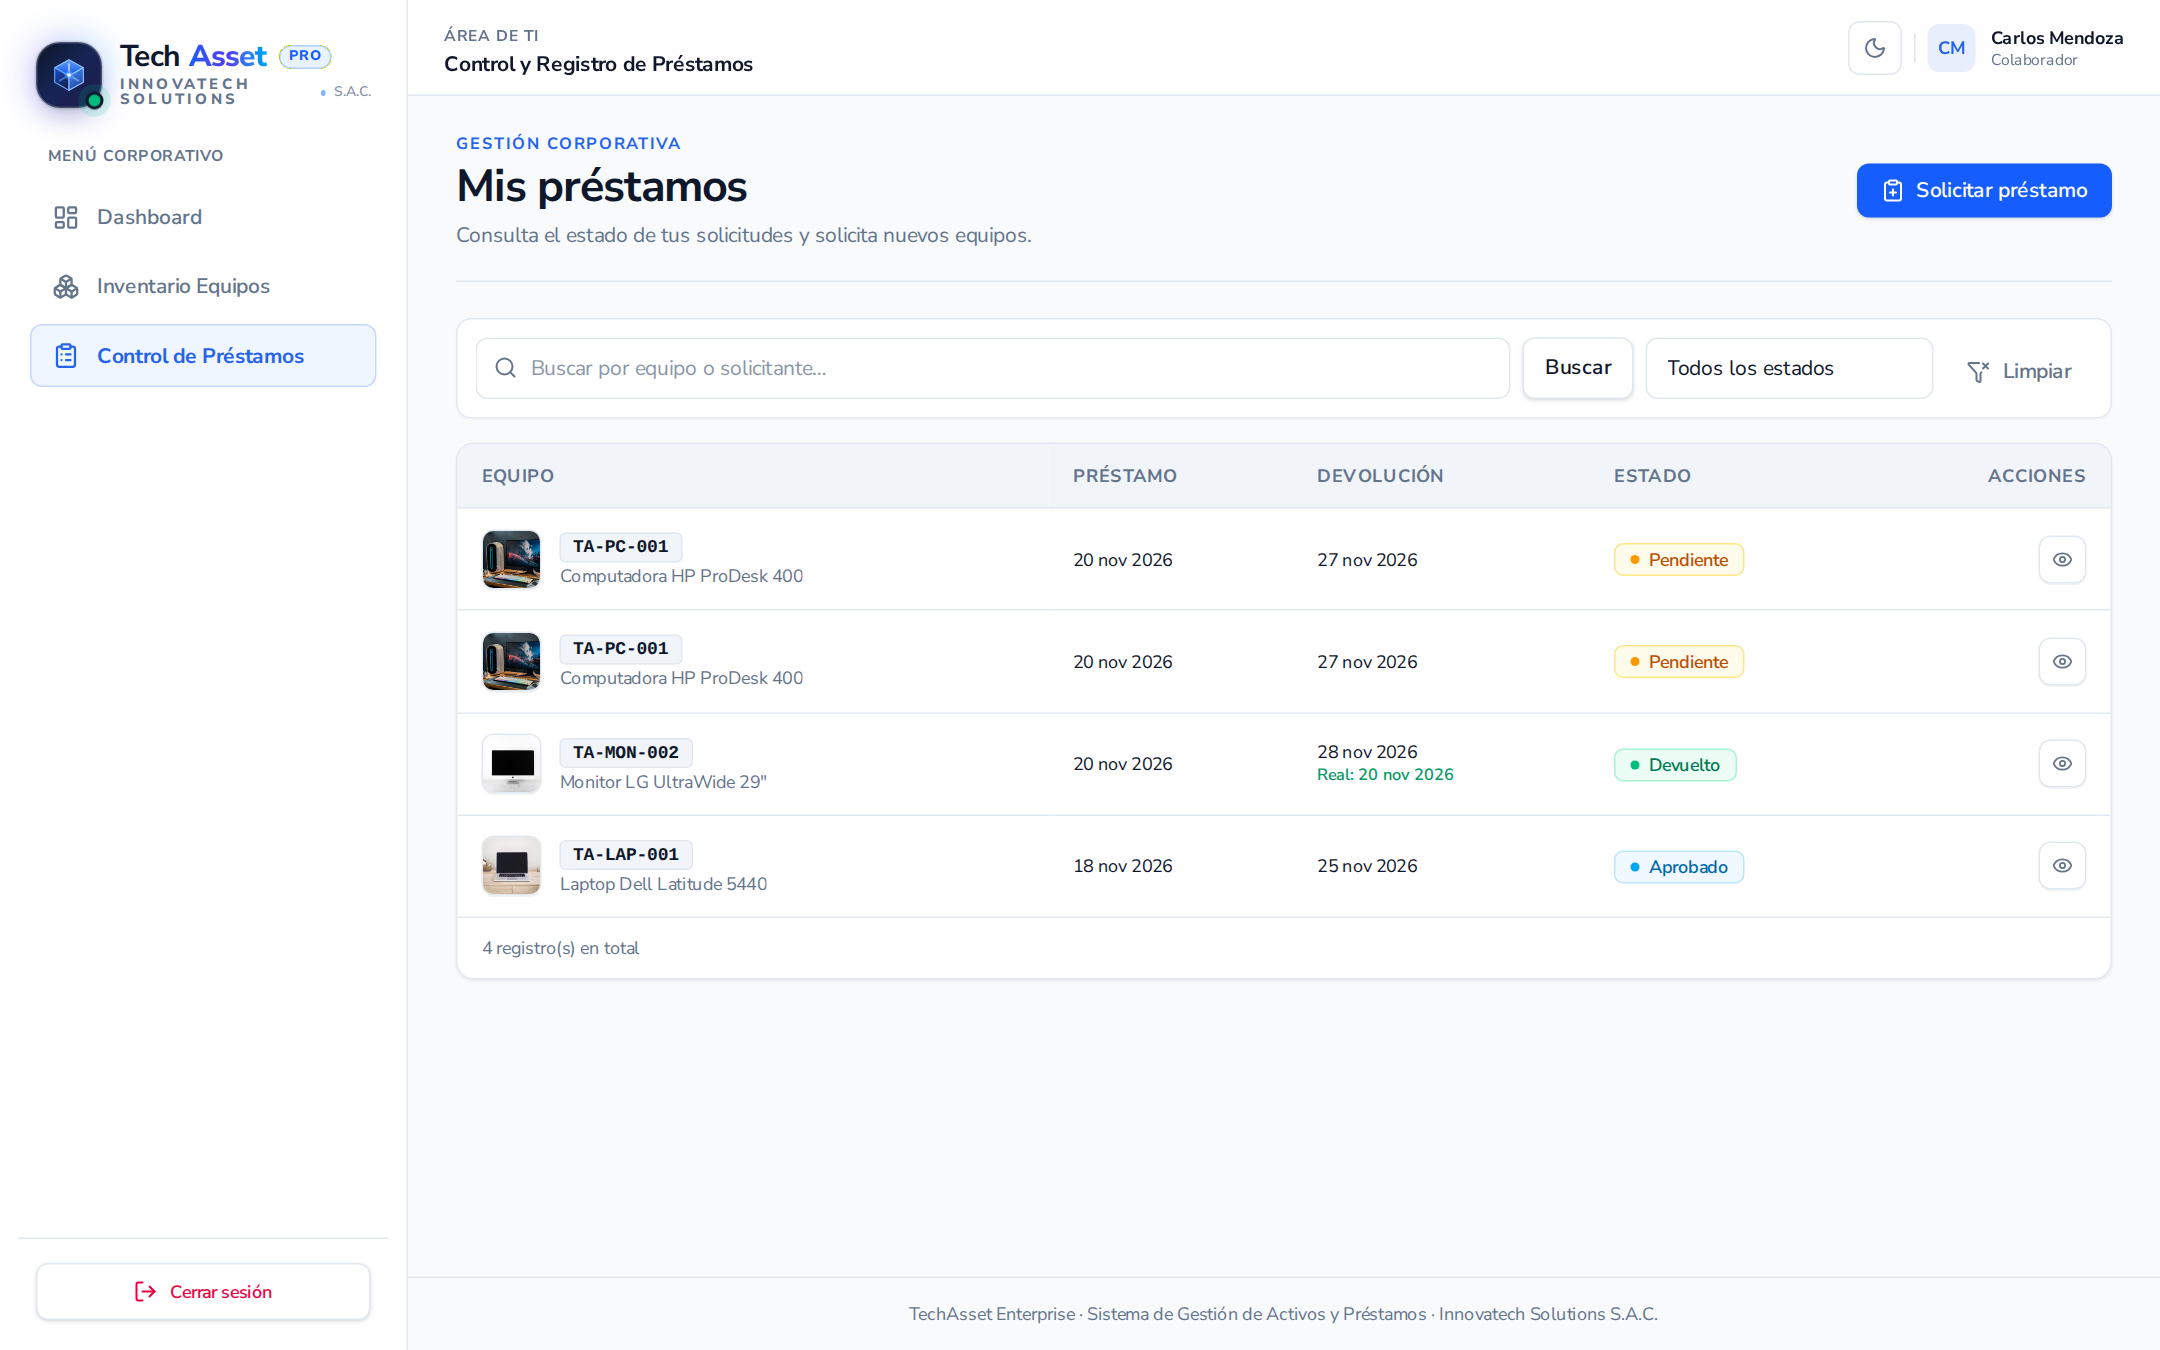 Tech Asset PRO
INNOVATECH SOLUTIONS
S.A.C.
MENÚ CORPORATIVO
Dashboard
Inventario Equipos
Control de Préstamos
Cerrar sesión
ÁREA DE TI
Control y Registro de Préstamos
CM
Carlos Mendoza
Colaborador
GESTIÓN CORPORATIVA
Mis préstamos
Consulta el estado de tus solicitudes y solicita nuevos equipos.
Solicitar préstamo
Buscar por equipo o solicitante...
Buscar
Todos los estados
Limpiar
EQUIPO PRÉSTAMO DEVOLUCIÓN ESTADO ACCIONES
TA-PC-001
Computadora HP ProDesk 400
20 nov 2026
27 nov 2026
Pendiente
TA-PC-001
Computadora HP ProDesk 400
20 nov 2026
27 nov 2026
Pendiente
TA-MON-002
Monitor LG UltraWide 29"
20 nov 2026
28 nov 2026
Real: 20 nov 2026
Devuelto
TA-LAP-001
Laptop Dell Latitude 5440
18 nov 2026
25 nov 2026
Aprobado
4 registro(s) en total
TechAsset Enterprise · Sistema de Gestión de Activos y Préstamos · Innovatech Solutions S.A.C.